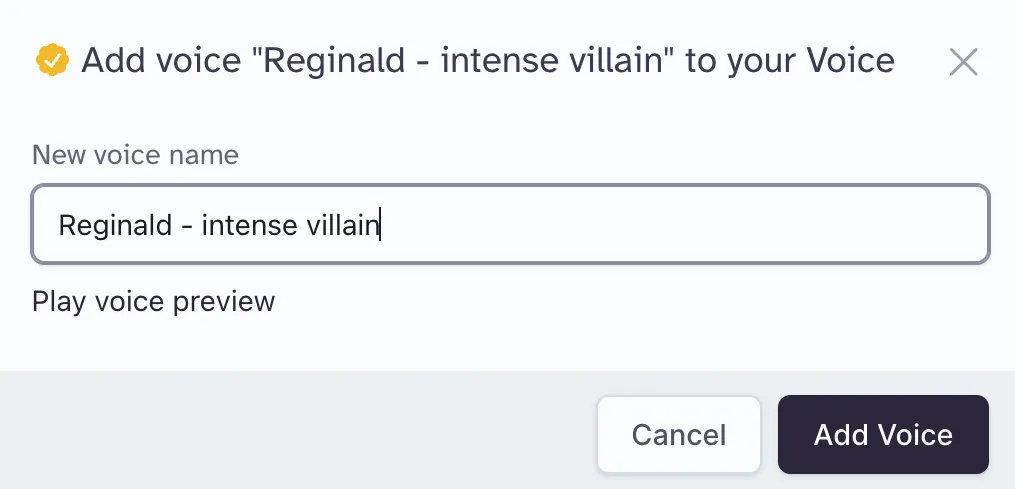 Add voice "Reginald - intense villain" to your Voice
New voice name
Reginald - intense villain
Play voice preview
Cancel Add Voice